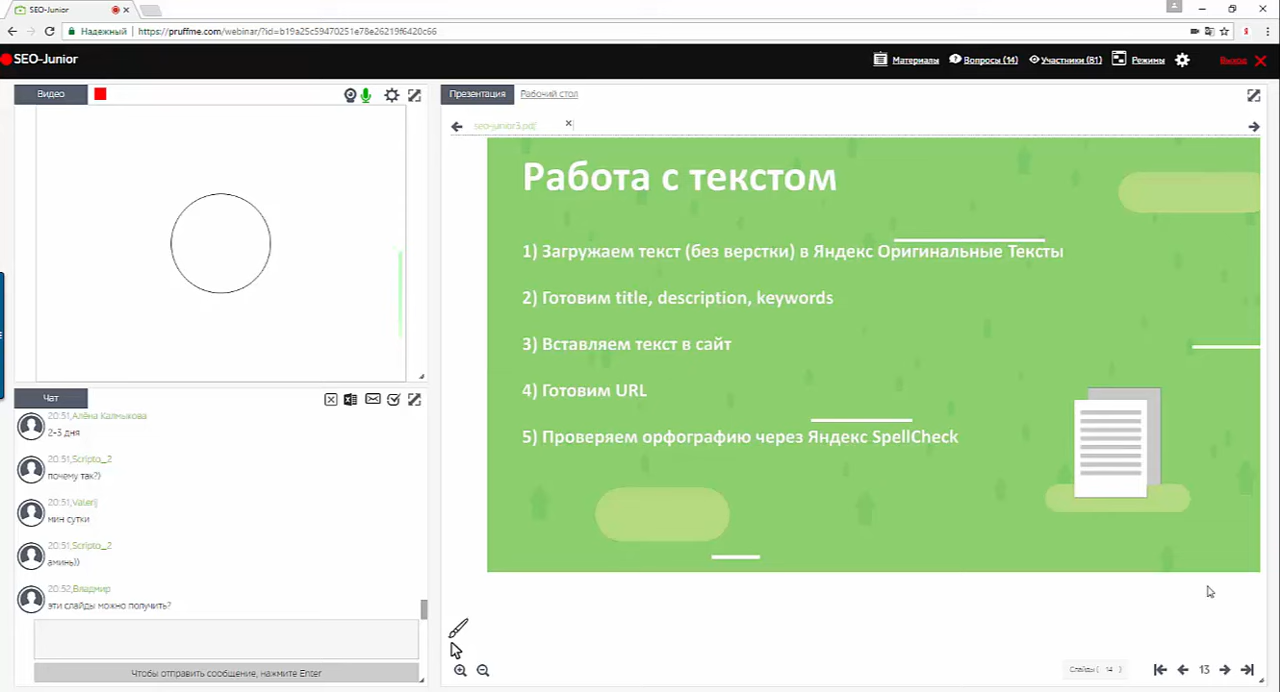 SEO-Junior
Надежный
https://pruffme.com/webinar/?id=b19a25c59470251e78e26219f6420c66
SEO-Junior
Материалы
Вопросы (14)
Участники (81)
Режимы
Выход
Видео
Презентация
Рабочий стол
seo-junior3.pdf
Работа с текстом
1) Загружаем текст (без верстки) в Яндекс Оригинальные Тексты
2) Готовим title, description, keywords
3) Вставляем текст в сайт
4) Готовим URL
5) Проверяем орфографию через Яндекс SpellCheck
Чат
20:51,Алёна Калмыкова
2-3 дня
20:51,Scripto_2
почему так?)
20:51,Valerij
мин сутки
20:51,Scripto_2
аминь))
20:52,Владмир
эти слайды можно получить?
Чтобы отправить сообщение, нажмите Enter
Слайды ( 14 )
13